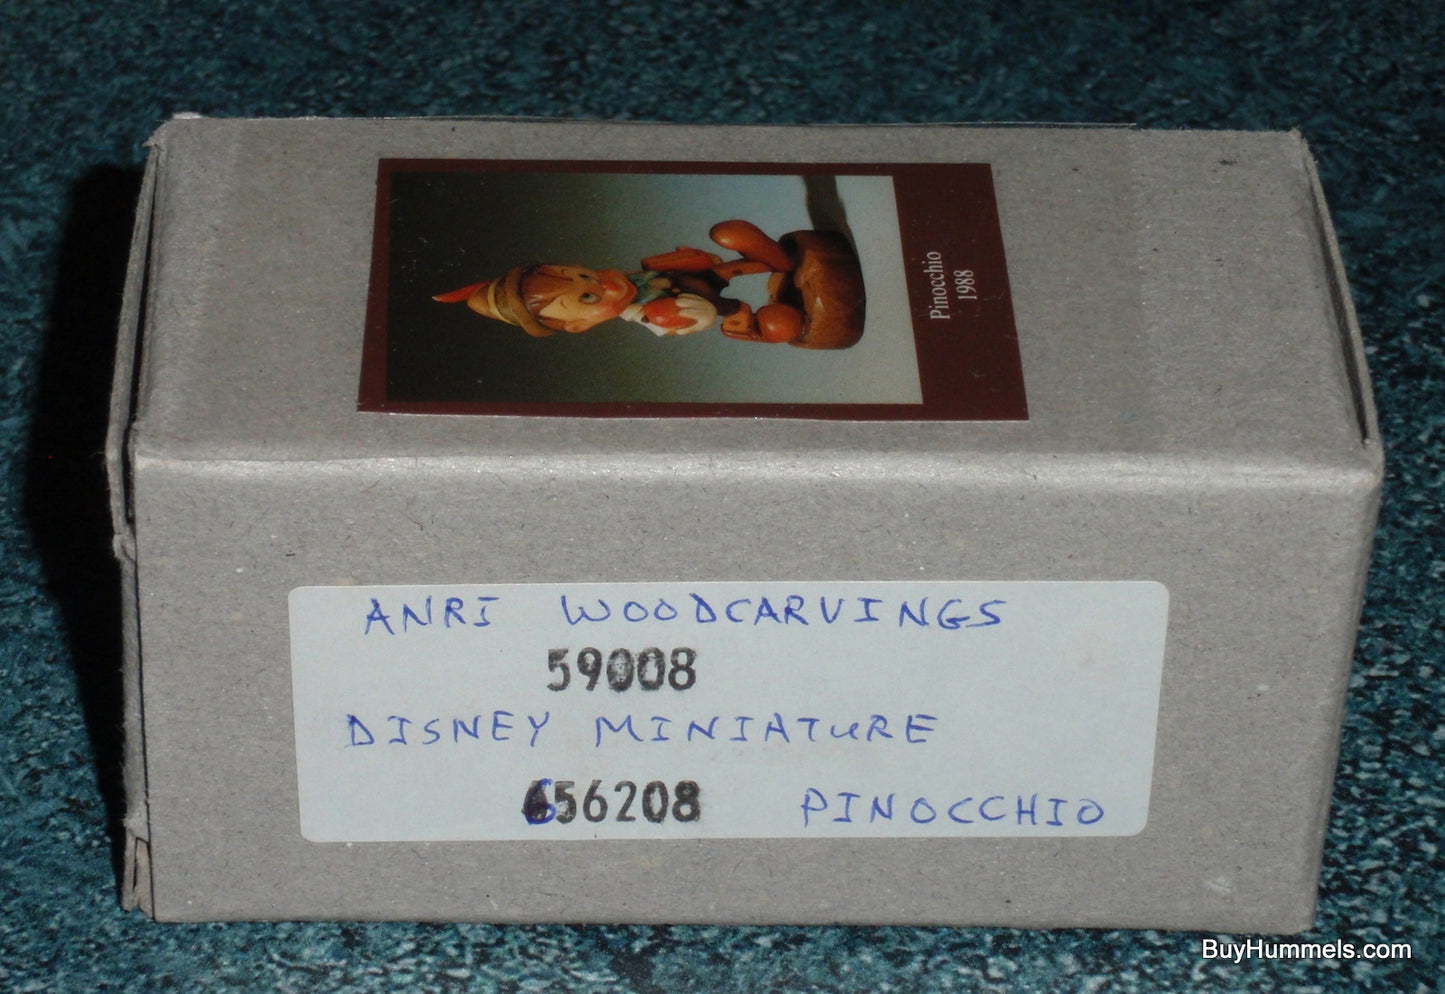 Pinocchio
1988
ANRI WOODCARVINGS
59008
DISNEY MINIATURE
656208 PINOCCHIO
BuyHummels.com